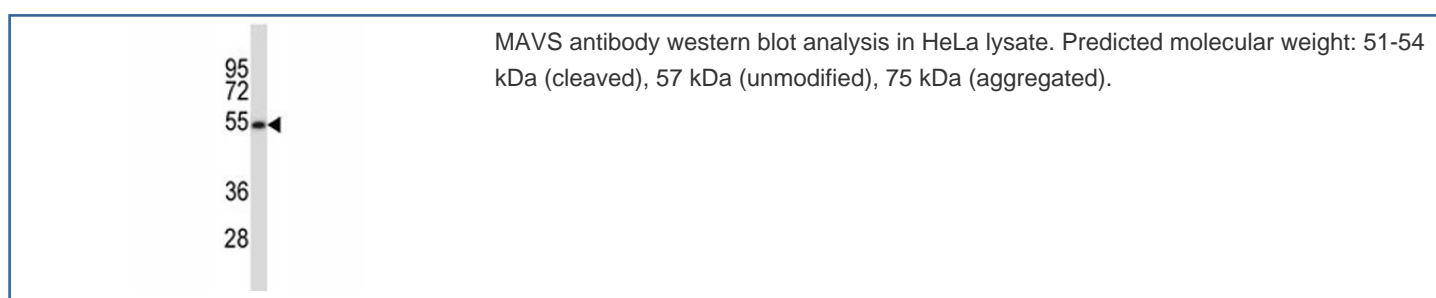 MAVS antibody western blot analysis in HeLa lysate. Predicted molecular weight: 51-54
kDa (cleaved), 57 kDa (unmodified), 75 kDa (aggregated).
95
72
55
36
28